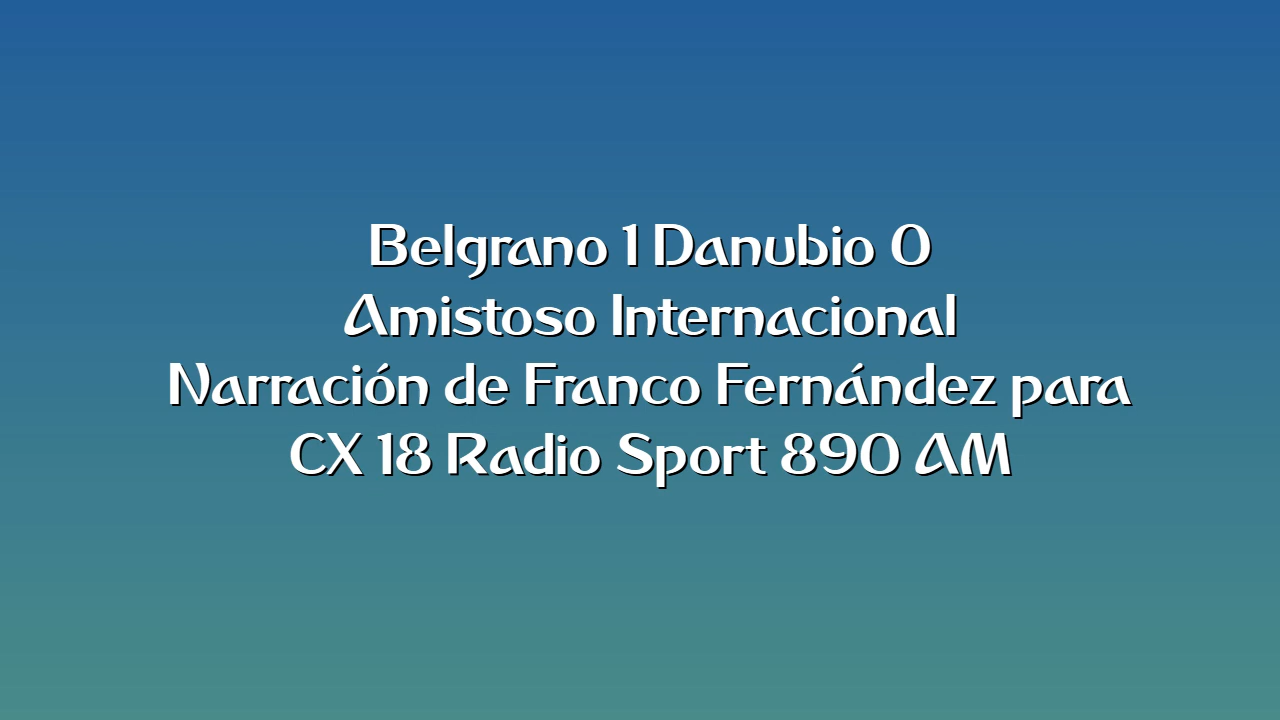 Belgrano 1 Danubio 0
Amistoso Internacional
Narración de Franco Fernández para
CX 18 Radio Sport 890 AM